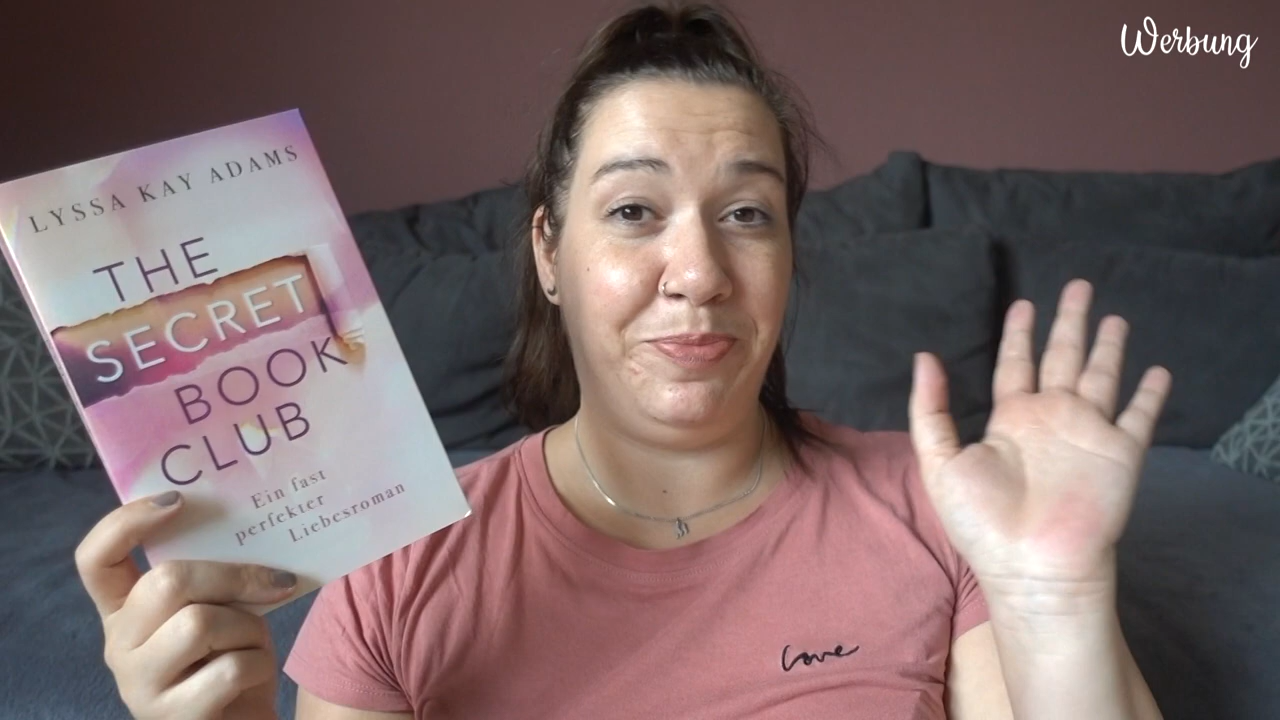 Werbung
LYSSA KAY ADAMS
THE
SECRET
BOOK
CLUB
Ein fast
perfekter
Liebesroman
Love